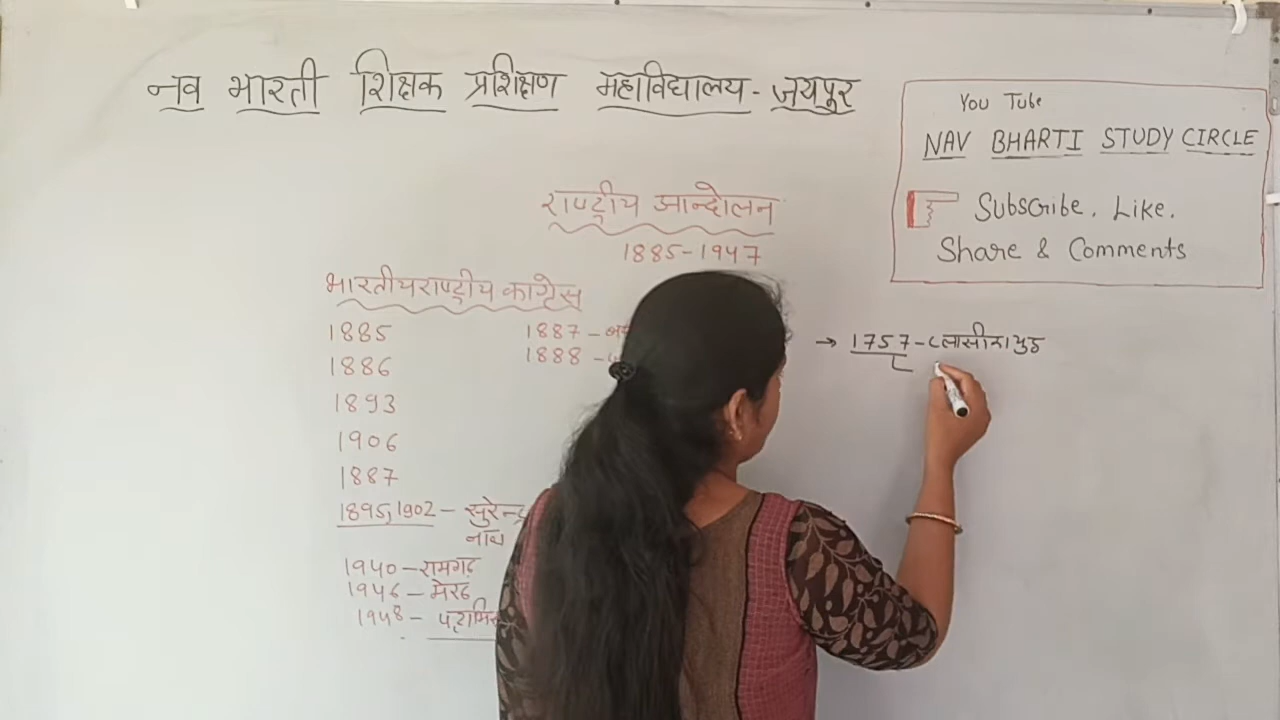 नव भारती शिक्षक प्रशिक्षण महाविद्यालय - जयपुर
You Tube
NAV BHARTI STUDY CIRCLE
Subscribe, Like,
Share & Comments
राष्ट्रीय आन्दोलन
1885-1947
भारतीय राष्ट्रीय कांग्रेस
1885
1886
1893
1906
1887
1895,1902 - सुरेन्द्र
नाथ
1940 - रामगढ़
1946 - मेरठ
1948 -
1887 -
1888 -
→ 1757 - प्लासी का युद्ध